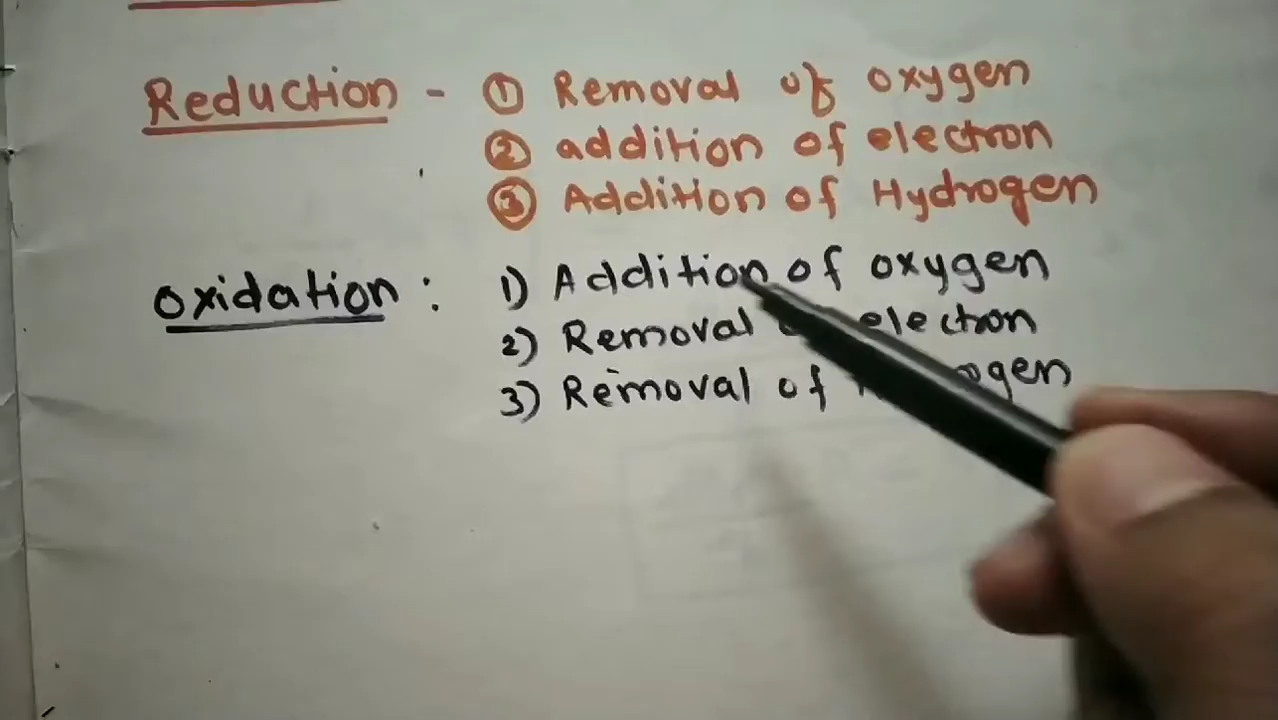 Reduction - ① Removal of oxygen
② addition of electron
③ Addition of Hydrogen
Oxidation : 1) Addition of oxygen
2) Removal electron
3) Removal of